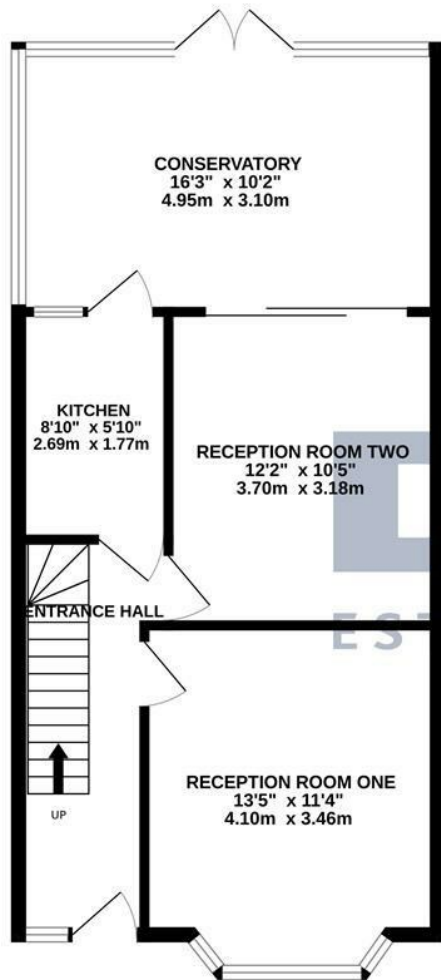 CONSERVATORY
16'3" x 10'2"
4.95m x 3.10m
KITCHEN
8'10" x 5'10"
2.69m x 1.77m
RECEPTION ROOM TWO
12'2" x 10'5"
3.70m x 3.18m
ENTRANCE HALL
EST
RECEPTION ROOM ONE
13'5" x 11'4"
4.10m x 3.46m
UP